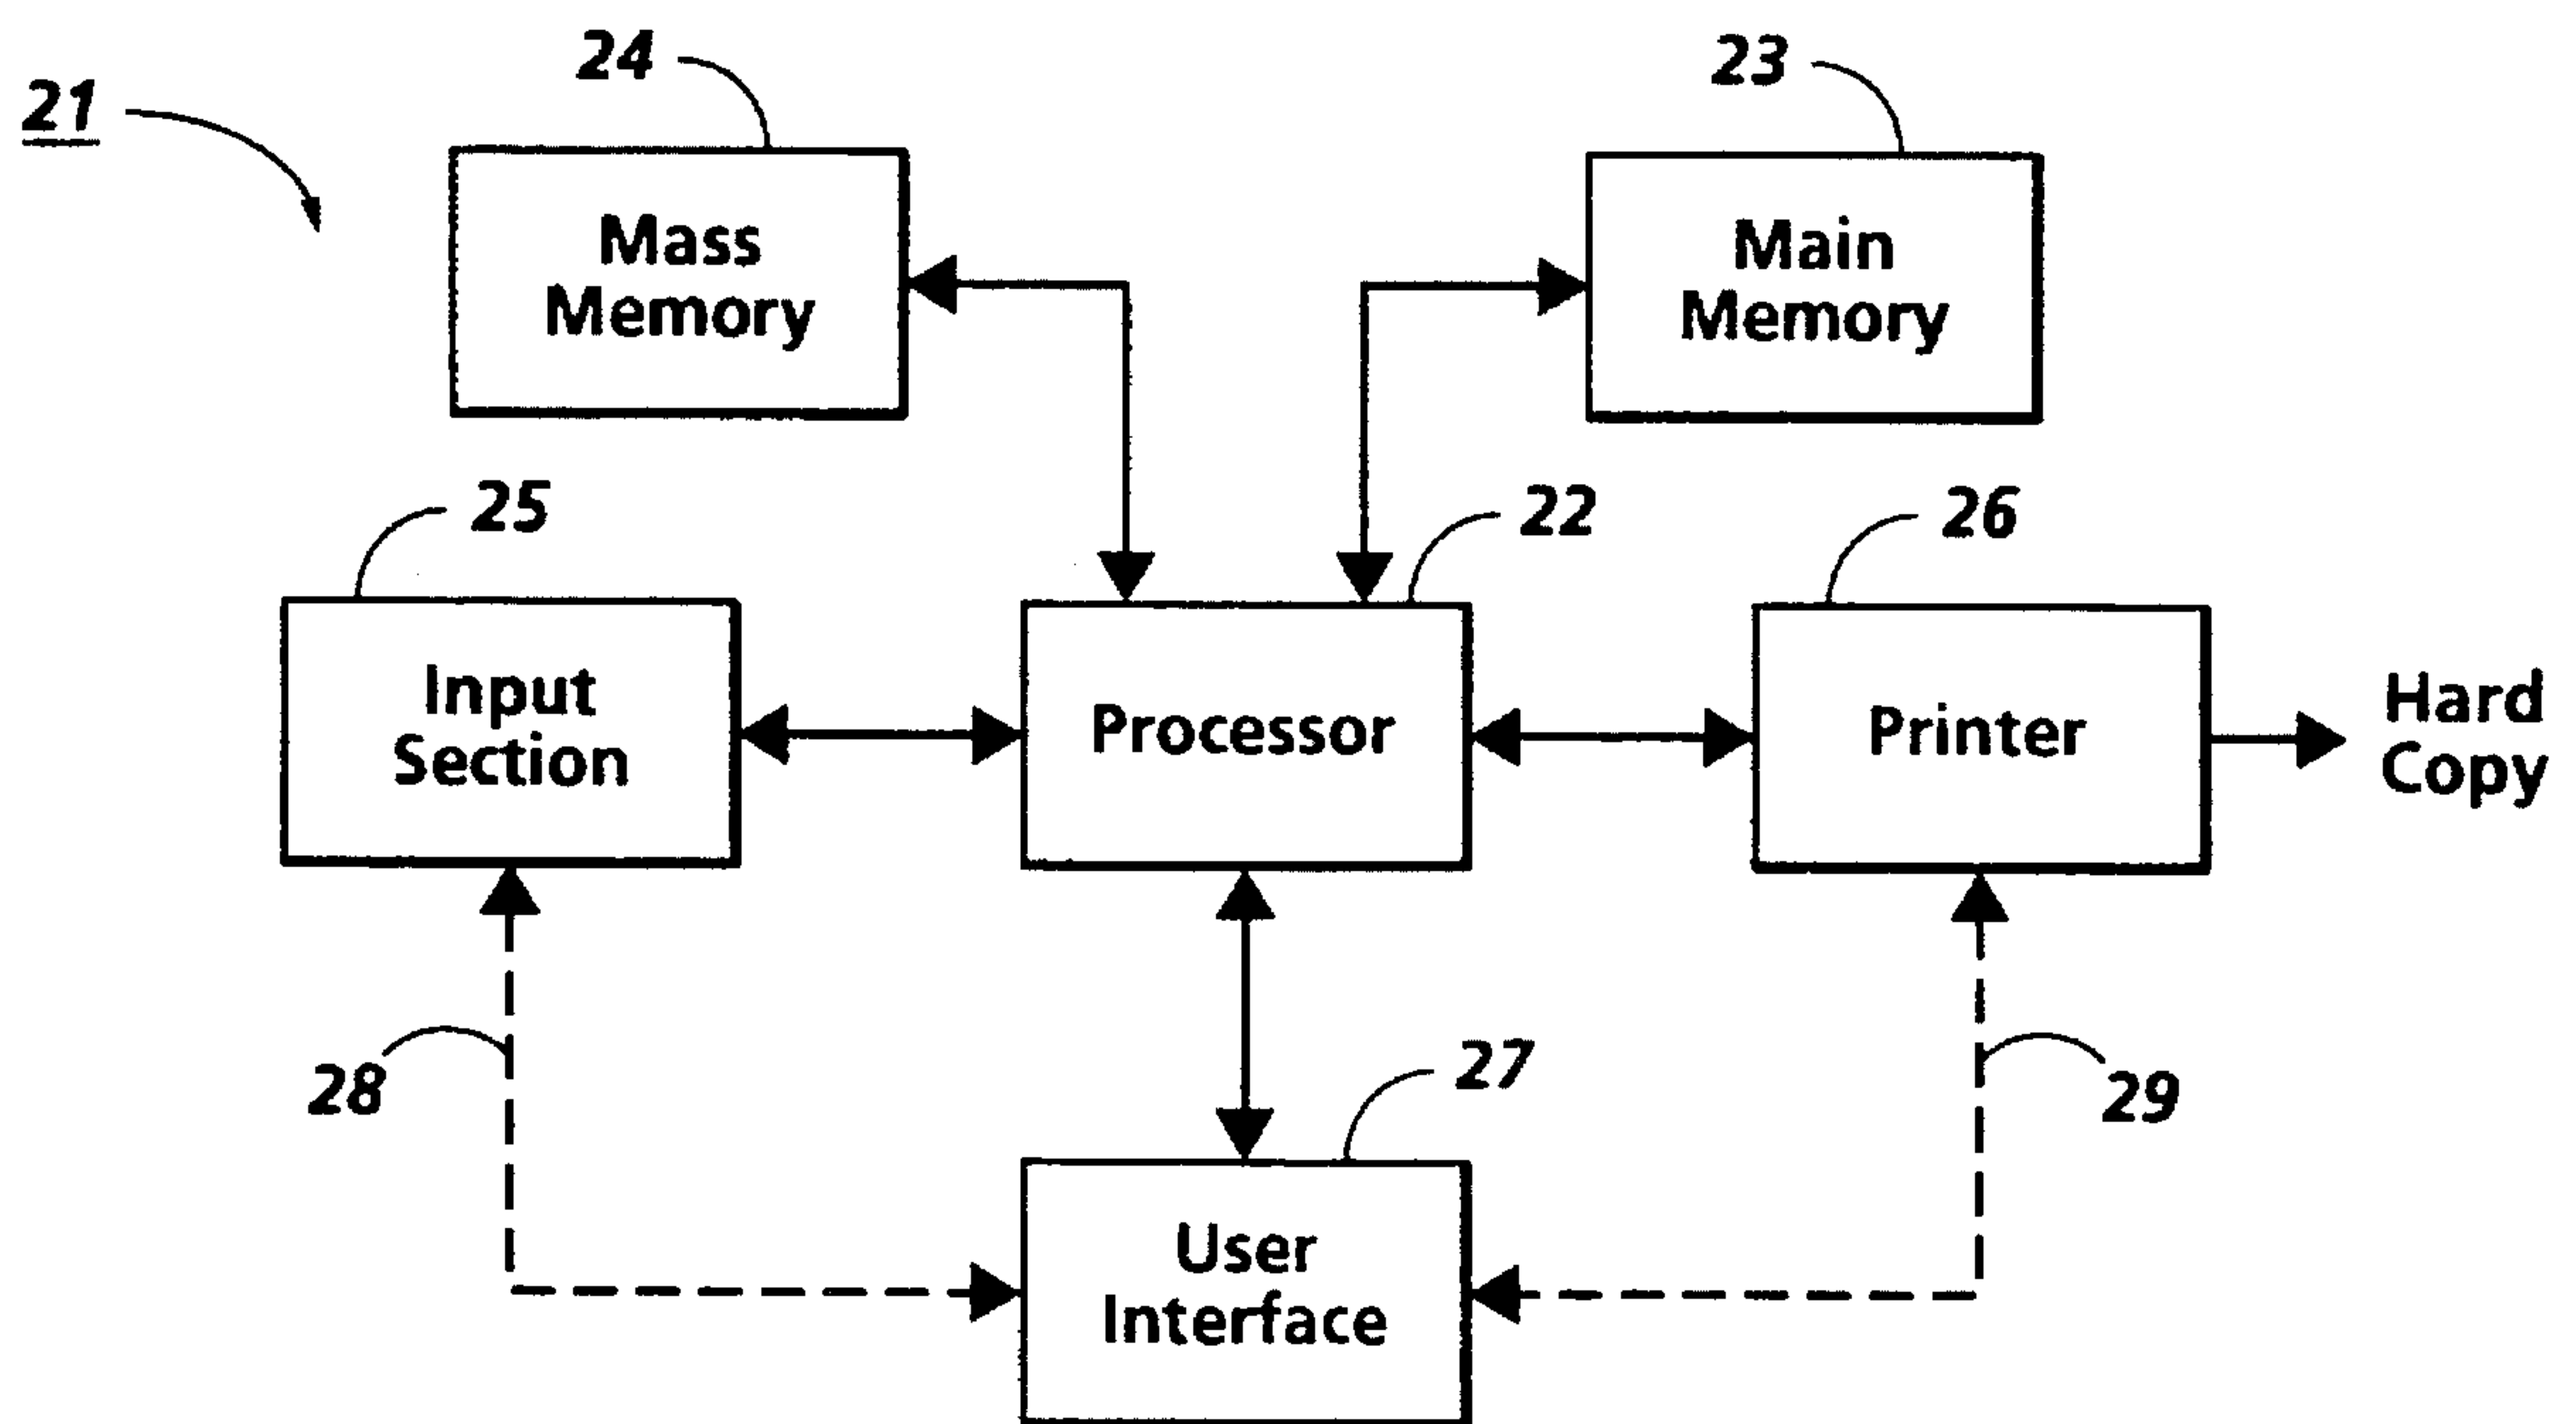 24
23
21
Mass
Memory
Main
Memory
25
22
26
Input
Section
Processor
Printer
Hard
Copy
28
27
29
User
Interface